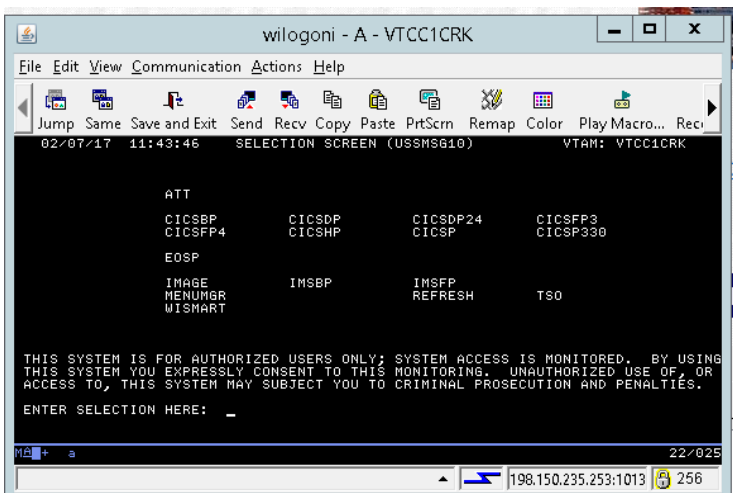 wilogoni - A - VTCC1CRK
File Edit View Communication Actions Help
Jump Same Save and Exit Send Recv Copy Paste PrtScrn Remap Color Play Macro...
02/07/17 11:43:46 SELECTION SCREEN (USSMSG10) VTAM: VTCC1CRK
ATT
CICSBP CICSDP CICSDP24 CICSFP3
CICSFP4 CICSHP CICSP CICSP330
EOSP
IMAGE IMSBP IMSFP
MENUMGR REFRESH TSO
WISMART
THIS SYSTEM IS FOR AUTHORIZED USERS ONLY; SYSTEM ACCESS IS MONITORED. BY USING
THIS SYSTEM YOU EXPRESSLY CONSENT TO THIS MONITORING. UNAUTHORIZED USE OF, OR
ACCESS TO, THIS SYSTEM MAY SUBJECT YOU TO CRIMINAL PROSECUTION AND PENALTIES.
ENTER SELECTION HERE: _
a 22/025
198.150.235.253:1013 256